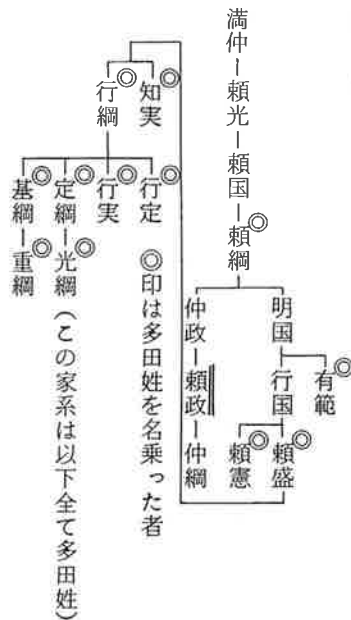 満仲―頼光―頼国―頼綱◎
明国
有範◎
行国
頼盛◎
頼憲◎
仲政―頼政―仲綱
知実◎
行綱◎
行定◎
行実◎
定綱◎―光綱◎（この家系は以下全て多田姓）
基綱◎―重綱◎
◎印は多田姓を名乗った者